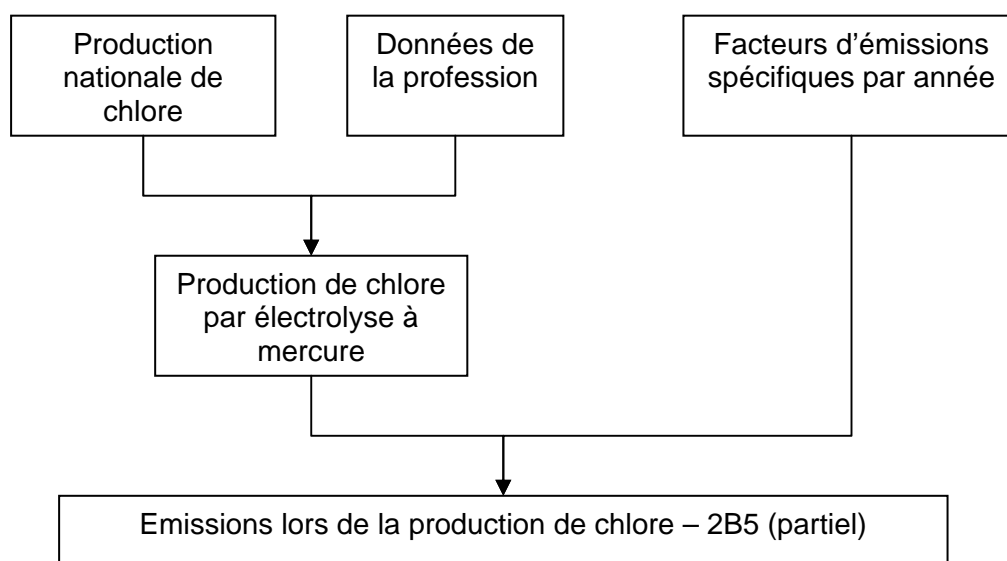 Production
nationale de
chlore
Données de
la profession
Facteurs d’émissions
spécifiques par année
Production de chlore
par électrolyse à
mercure
Emissions lors de la production de chlore – 2B5 (partiel)